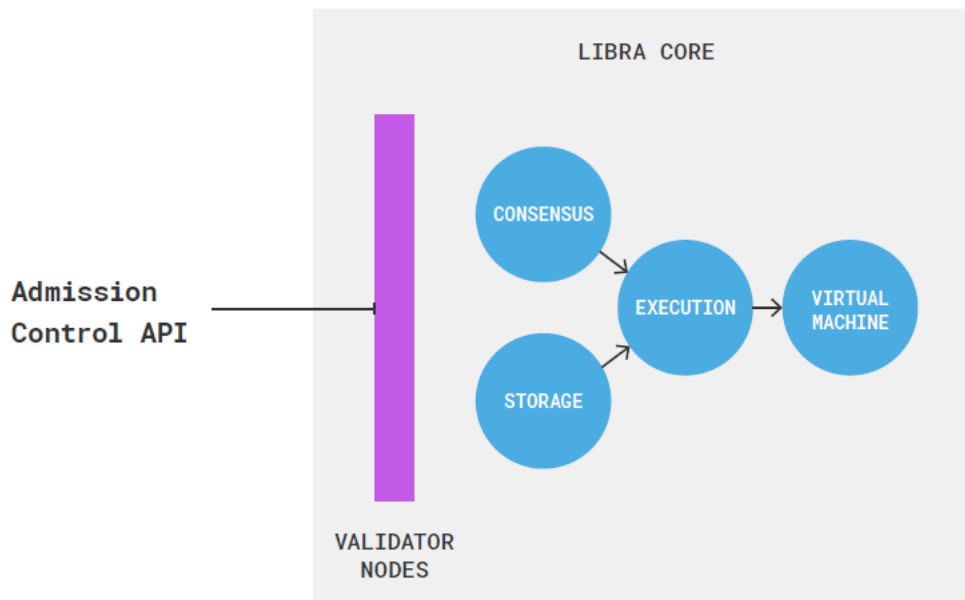 LIBRA CORE
CONSENSUS
Admission
Control API
EXECUTION
VIRTUAL
MACHINE
STORAGE
VALIDATOR
NODES